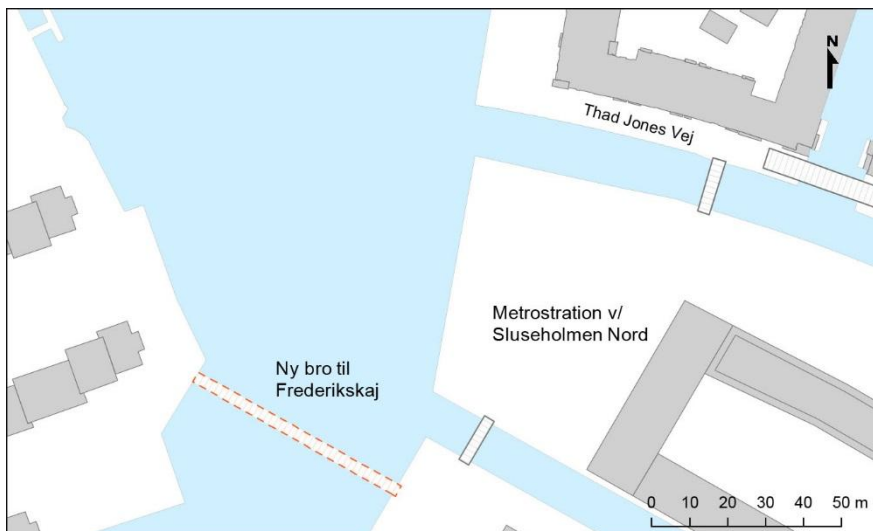 N
Thad Jones Vej
Metrostration v/
Sluseholmen Nord
Ny bro til
Frederikskaj
0 10 20 30 40 50 m